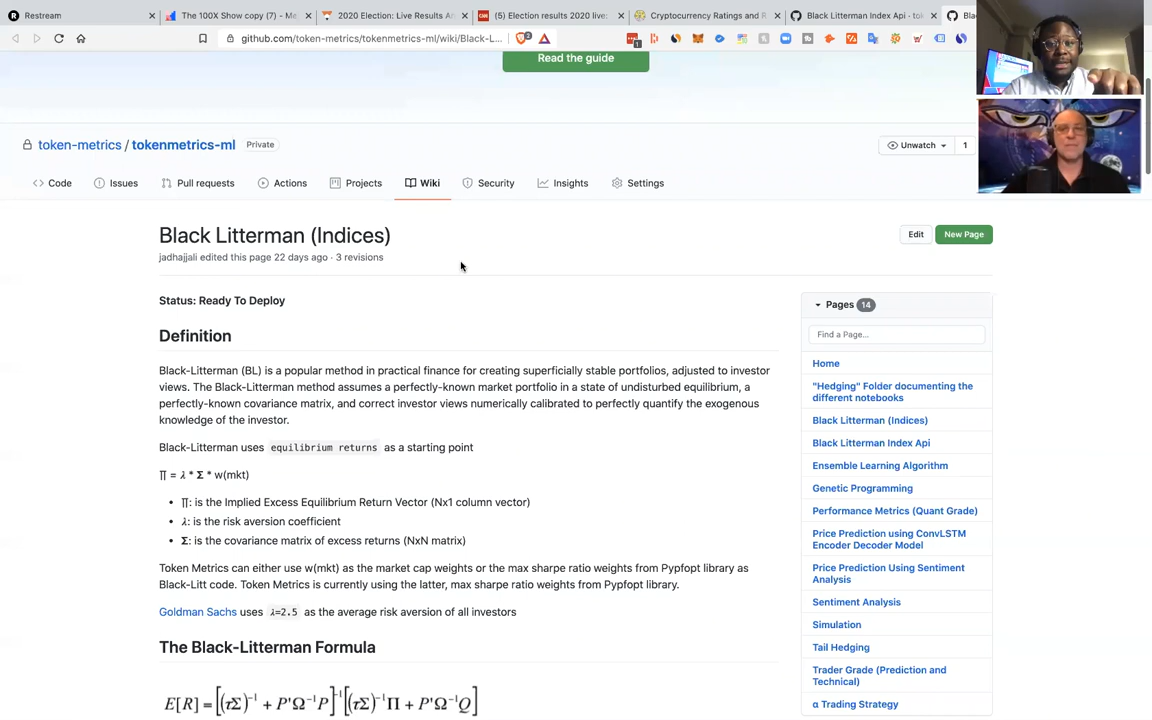 Restream
The 100X Show copy (7) - Me
2020 Election: Live Results An
(5) Election results 2020 live:
Cryptocurrency Ratings and R
Black Litterman Index Api · tok
Blac
github.com/token-metrics/tokenmetrics-ml/wiki/Black-L...
2
1
Read the guide
token-metrics / tokenmetrics-ml Private
Unwatch 1
Code Issues Pull requests Actions Projects Wiki Security Insights Settings
Black Litterman (Indices)
Edit New Page
jadhajjali edited this page 22 days ago · 3 revisions
Status: Ready To Deploy
Definition
Black-Litterman (BL) is a popular method in practical finance for creating superficially stable portfolios, adjusted to investor
views. The Black-Litterman method assumes a perfectly-known market portfolio in a state of undisturbed equilibrium, a
perfectly-known covariance matrix, and correct investor views numerically calibrated to perfectly quantify the exogenous
knowledge of the investor.
Black-Litterman uses equilibrium returns as a starting point
∏ = λ * Σ * w(mkt)
• ∏: is the Implied Excess Equilibrium Return Vector (Nx1 column vector)
• λ: is the risk aversion coefficient
• Σ: is the covariance matrix of excess returns (NxN matrix)
Token Metrics can either use w(mkt) as the market cap weights or the max sharpe ratio weights from Pypfopt library as
Black-Litt code. Token Metrics is currently using the latter, max sharpe ratio weights from Pypfopt library.
Goldman Sachs uses λ=2.5 as the average risk aversion of all investors
The Black-Litterman Formula
E[R] = [(τΣ)⁻¹ + P'Ω⁻¹P]⁻¹[(τΣ)⁻¹Π + P'Ω⁻¹Q]
Pages 14
Find a Page...
Home
"Hedging" Folder documenting the
different notebooks
Black Litterman (Indices)
Black Litterman Index Api
Ensemble Learning Algorithm
Genetic Programming
Performance Metrics (Quant Grade)
Price Prediction using ConvLSTM
Encoder Decoder Model
Price Prediction Using Sentiment
Analysis
Sentiment Analysis
Simulation
Tail Hedging
Trader Grade (Prediction and
Technical)
α Trading Strategy